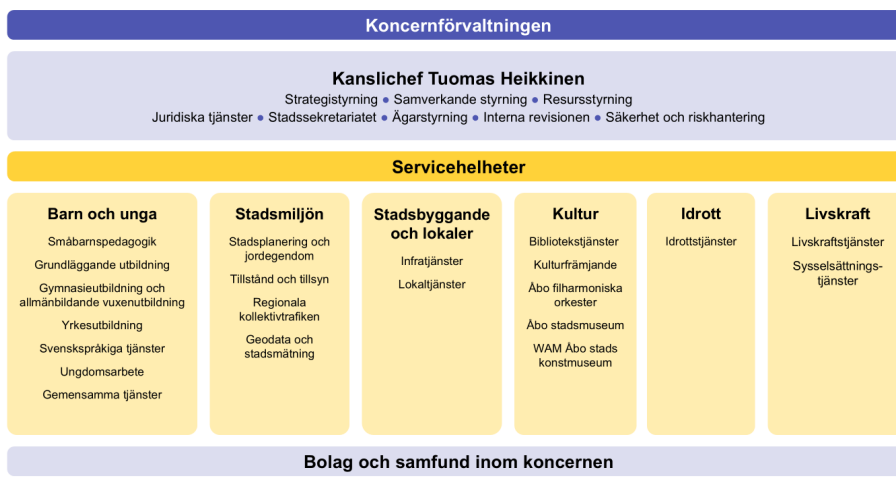 Koncernförvaltningen
Kanslichef Tuomas Heikkinen
Strategistyrning ● Samverkande styrning ● Resursstyrning
Juridiska tjänster ● Stadssekretariatet ● Ägarstyrning ● Interna revisionen ● Säkerhet och riskhantering
Servicehelheter
Barn och unga
Småbarnspedagogik
Grundläggande utbildning
Gymnasieutbildning och
allmänbildande vuxenutbildning
Yrkesutbildning
Svenskspråkiga tjänster
Ungdomsarbete
Gemensamma tjänster
Stadsmiljön
Stadsplanering och
jordegendom
Tillstånd och tillsyn
Regionala
kollektivtrafiken
Geodata och
stadsmätning
Stadsbyggande
och lokaler
Infratjänster
Lokaltjänster
Kultur
Bibliotekstjänster
Kulturfrämjande
Åbo filharmoniska
orkester
Åbo stadsmuseum
WAM Åbo stads
konstmuseum
Idrott
Idrottstjänster
Livskraft
Livskraftstjänster
Sysselsättnings-
tjänster
Bolag och samfund inom koncernen